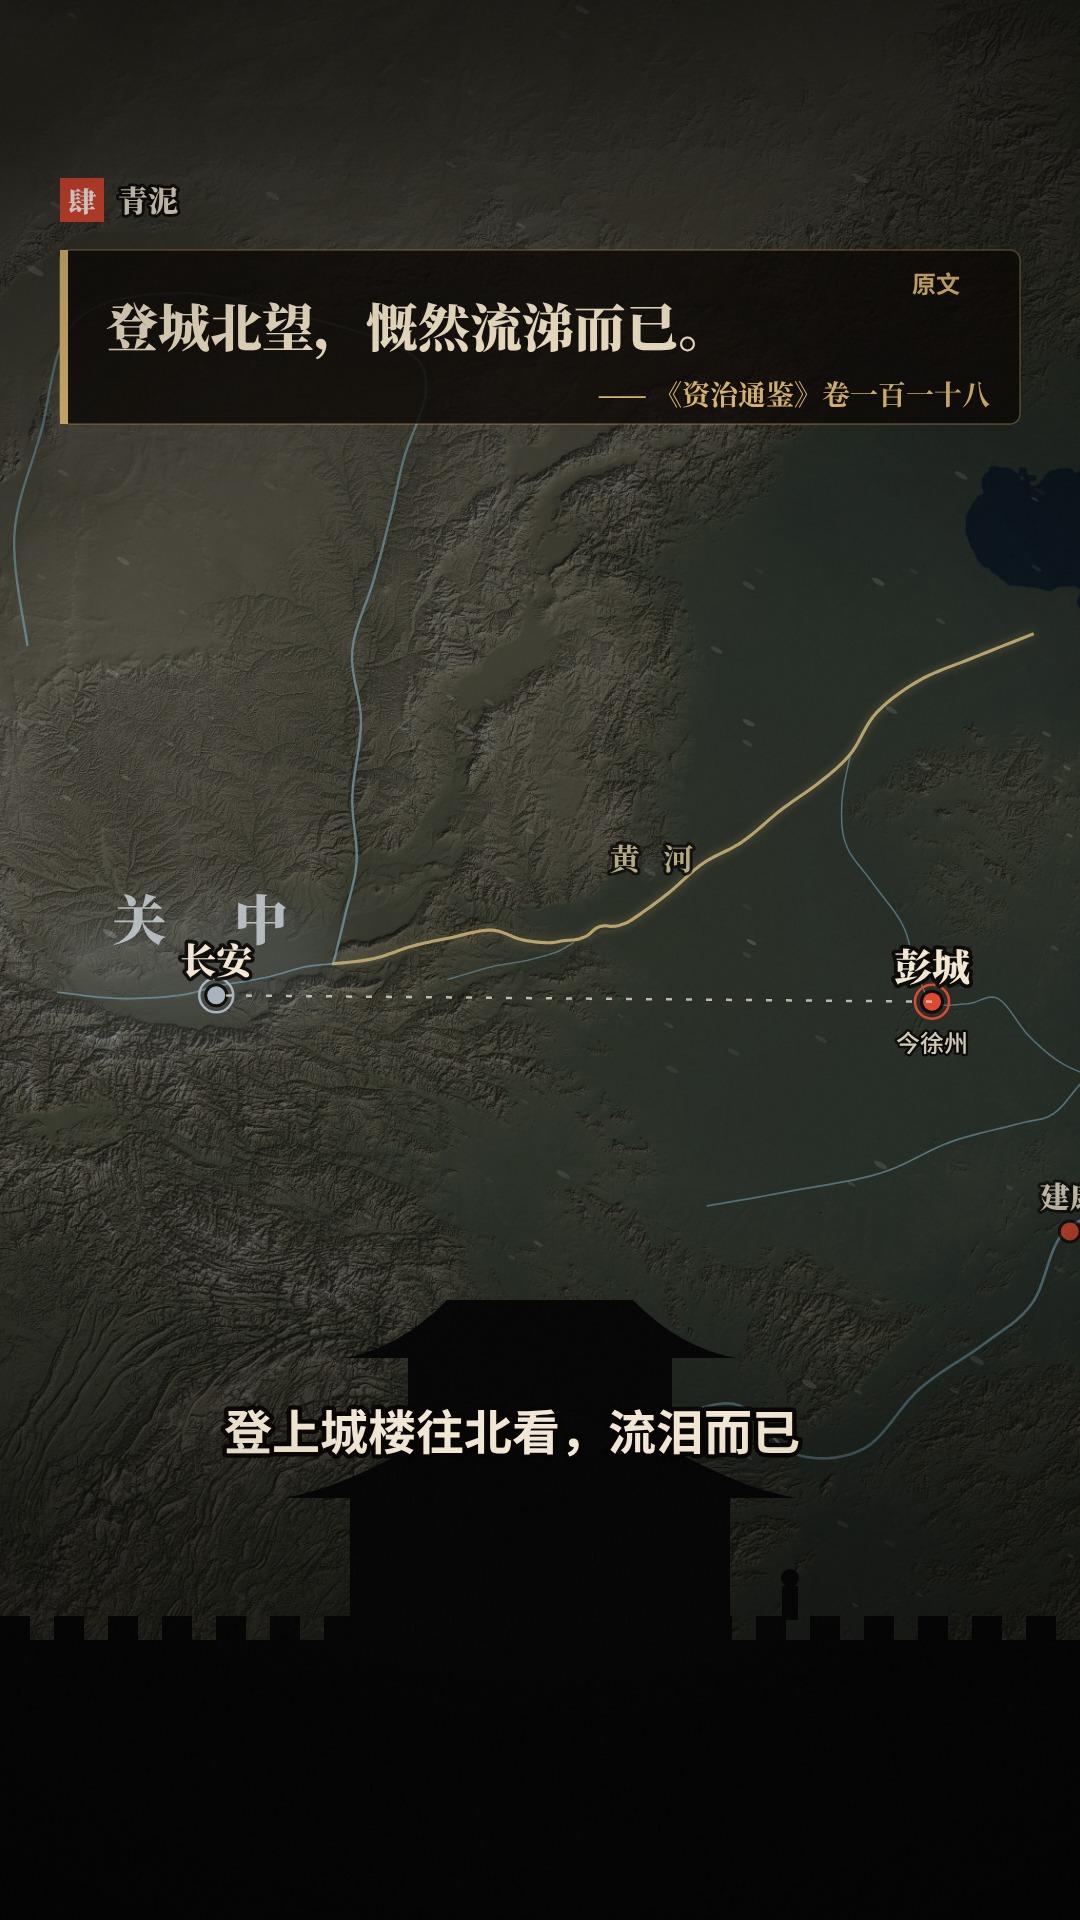 肆 青泥
原文
登城北望，慨然流涕而已。
——《资治通鉴》卷一百一十八
黄河
关中
长安
彭城
今徐州
建康
登上城楼往北看，流泪而已